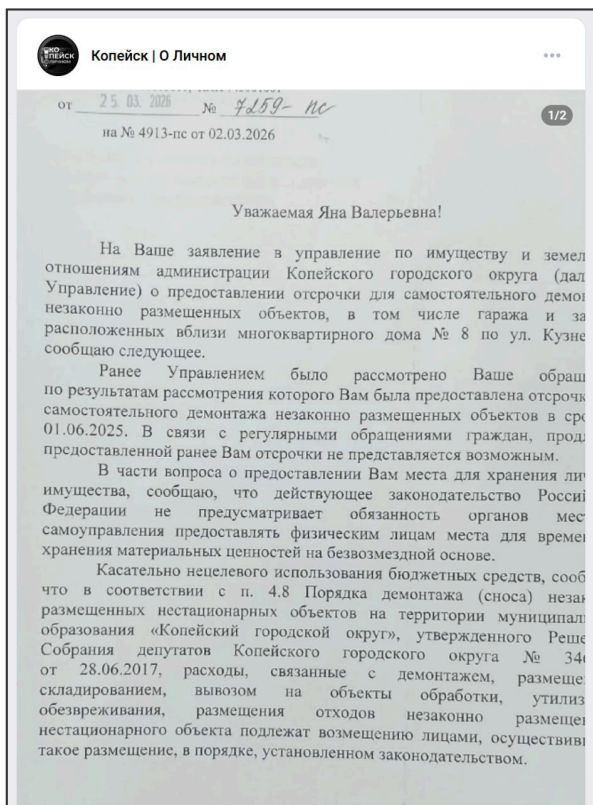 КО
ПЕЙСК
Копейск | О Личном
1/2
от 25. 03. 2026 № 7259- пс
на № 4913-пс от 02.03.2026
Уважаемая Яна Валерьевна!
На Ваше заявление в управление по имуществу и земел
отношениям администрации Копейского городского округа (дал
Управление) о предоставлении отсрочки для самостоятельного демон
незаконно размещенных объектов, в том числе гаража и за
расположенных вблизи многоквартирного дома № 8 по ул. Кузне
сообщаю следующее.
Ранее Управлением было рассмотрено Ваше обращ
по результатам рассмотрения которого Вам была предоставлена отсрочк
самостоятельного демонтажа незаконно размещенных объектов в сро
01.06.2025. В связи с регулярными обращениями граждан, продл
предоставленной ранее Вам отсрочки не представляется возможным.
В части вопроса о предоставлении Вам места для хранения лич
имущества, сообщаю, что действующее законодательство Россий
Федерации не предусматривает обязанность органов мест
самоуправления предоставлять физическим лицам места для времен
хранения материальных ценностей на безвозмездной основе.
Касательно нецелевого использования бюджетных средств, сооб
что в соответствии с п. 4.8 Порядка демонтажа (сноса) незак
размещенных нестационарных объектов на территории муниципал
образования «Копейский городской округ», утвержденного Реше
Собрания депутатов Копейского городского округа № 346
от 28.06.2017, расходы, связанные с демонтажем, размеще
складированием, вывозом на объекты обработки, утилиз
обезвреживания, размещения отходов незаконно размещен
нестационарного объекта подлежат возмещению лицами, осуществивш
такое размещение, в порядке, установленном законодательством.